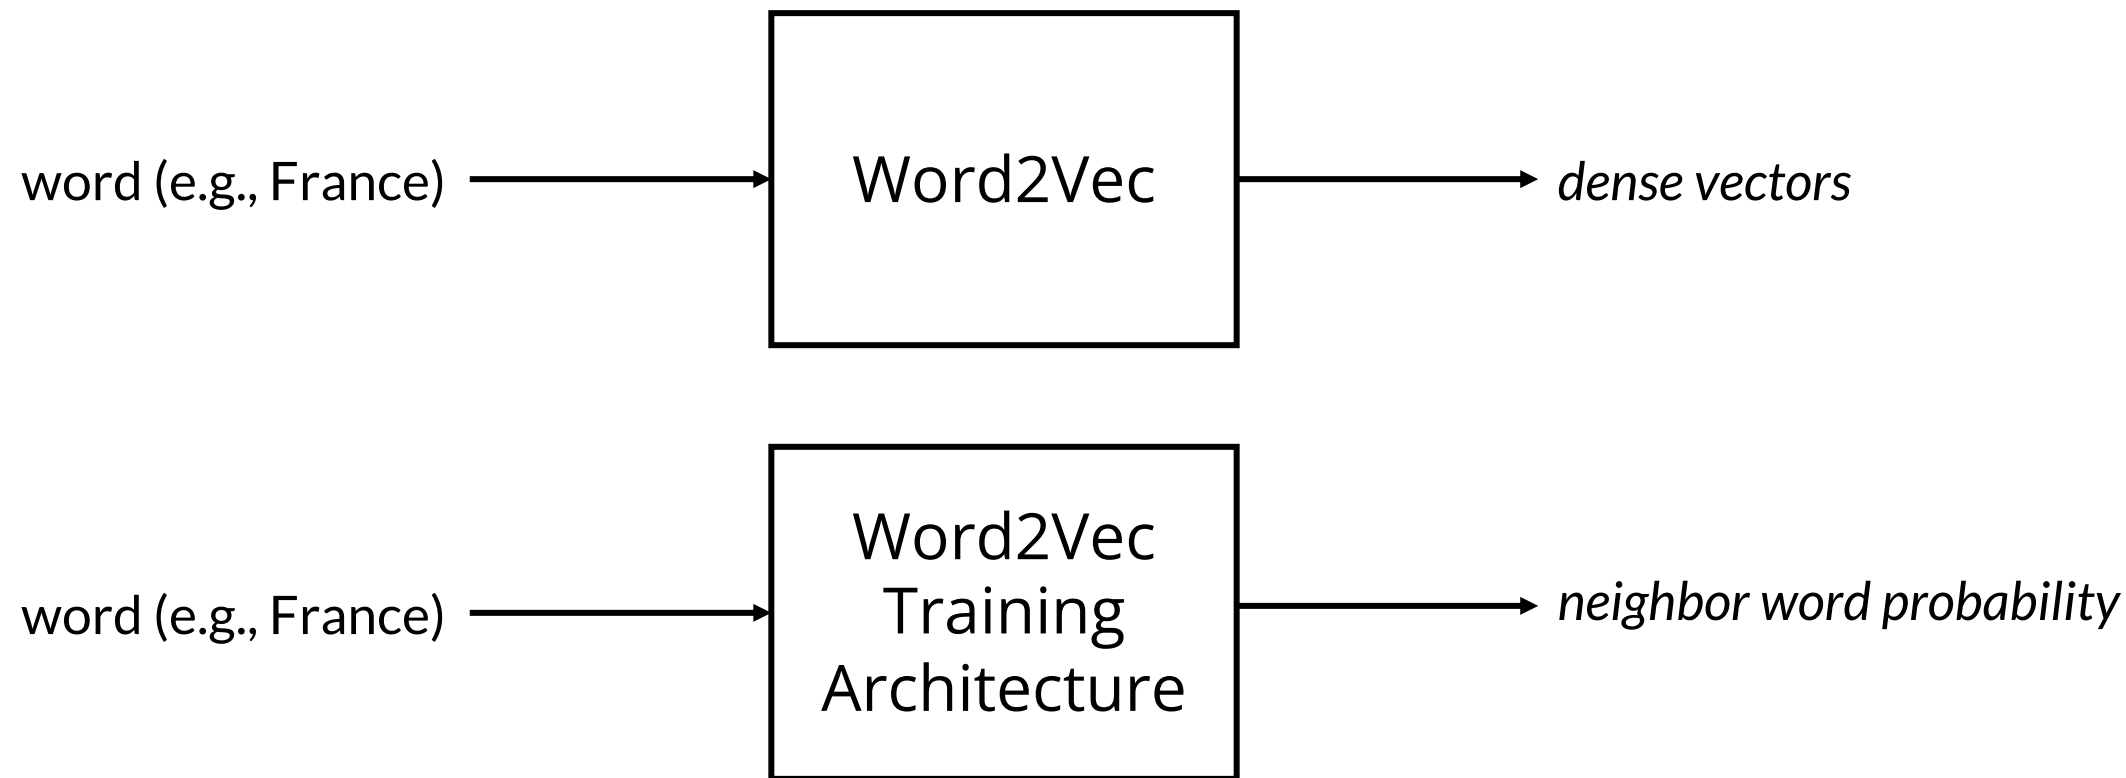 word (e.g., France)
Word2Vec
dense vectors
word (e.g., France)
Word2Vec
Training
Architecture
neighbor word probability